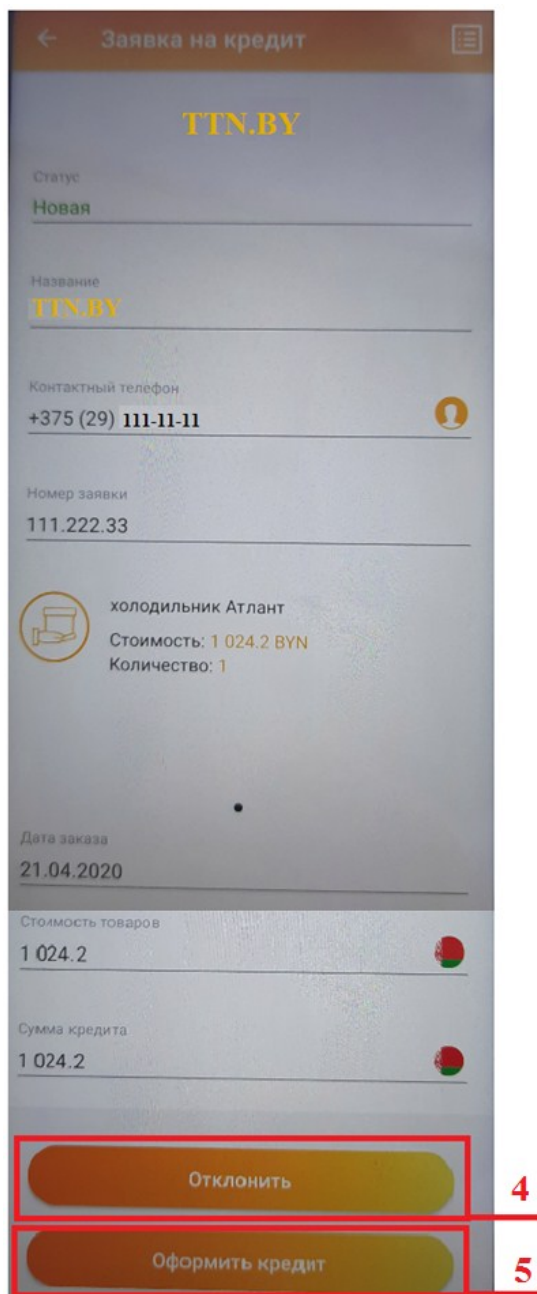 Заявка на кредит
TTN.BY
Статус
Новая
Название
TTN.BY
Контактный телефон
+375 (29) 111-11-11
Номер заявки
111.222.33
холодильник Атлант
Стоимость: 1 024.2 BYN
Количество: 1
Дата заказа
21.04.2020
Стоимость товаров
1 024.2
Сумма кредита
1 024.2
Отклонить
4
Оформить кредит
5